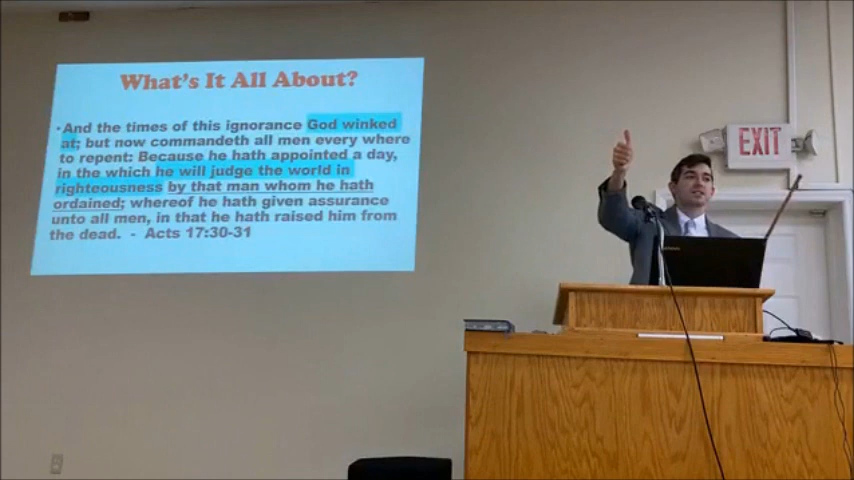 What's It All About?
•And the times of this ignorance God winked
at; but now commandeth all men every where
to repent: Because he hath appointed a day,
in the which he will judge the world in
righteousness by that man whom he hath
ordained; whereof he hath given assurance
unto all men, in that he hath raised him from
the dead. - Acts 17:30-31
EXIT